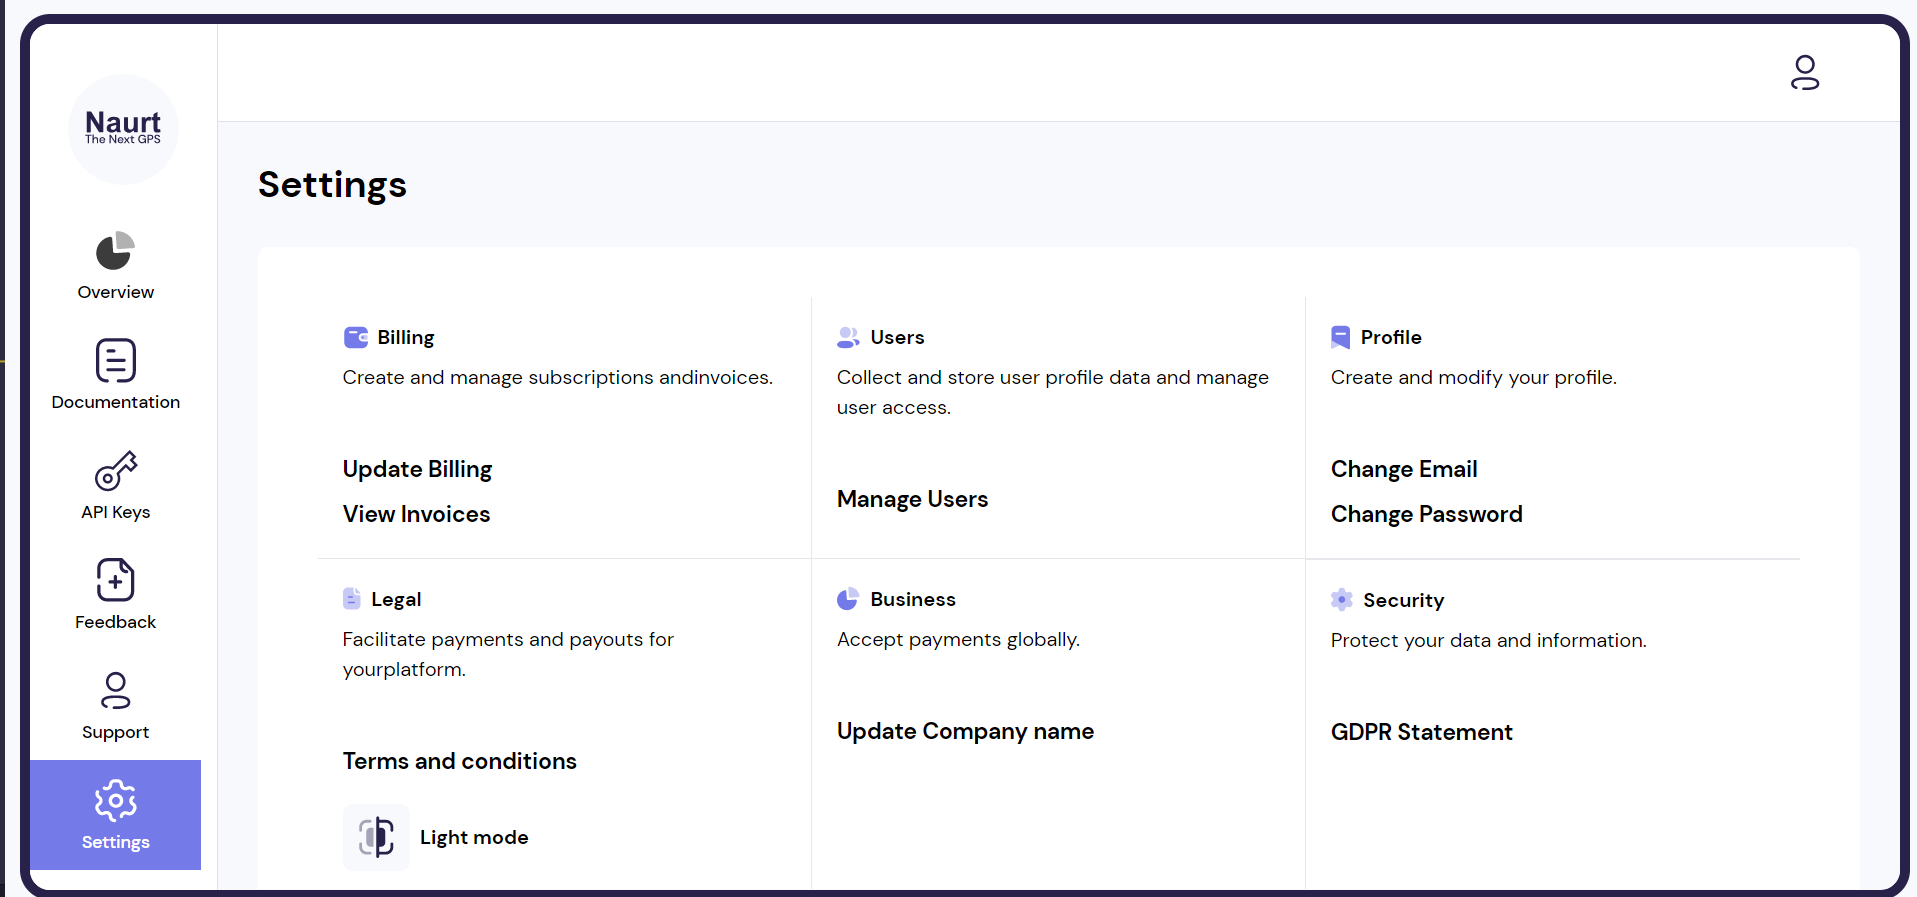 Naurt
The Next GPS
Overview
Documentation
API Keys
Feedback
Support
Settings
Settings
Billing
Create and manage subscriptions andinvoices.
Update Billing
View Invoices
Users
Collect and store user profile data and manage
user access.
Manage Users
Profile
Create and modify your profile.
Change Email
Change Password
Legal
Facilitate payments and payouts for
yourplatform.
Terms and conditions
Light mode
Business
Accept payments globally.
Update Company name
Security
Protect your data and information.
GDPR Statement